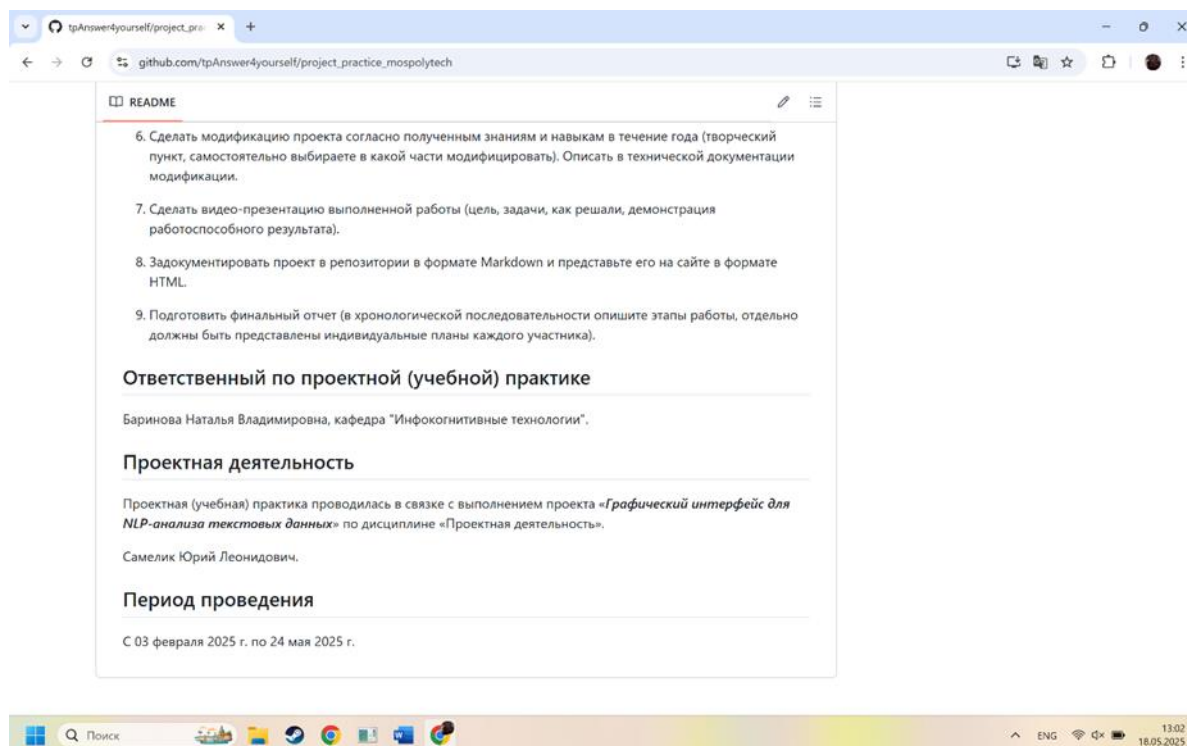 tpAnswer4yourself/project_pra
github.com/tpAnswer4yourself/project_practice_mospolytech
README
6. Сделать модификацию проекта согласно полученным знаниям и навыкам в течение года (творческий
пункт, самостоятельно выбираете в какой части модифицировать). Описать в технической документации
модификации.
7. Сделать видео-презентацию выполненной работы (цель, задачи, как решали, демонстрация
работоспособного результата).
8. Задокументировать проект в репозитории в формате Markdown и представьте его на сайте в формате
HTML.
9. Подготовить финальный отчет (в хронологической последовательности опишите этапы работы, отдельно
должны быть представлены индивидуальные планы каждого участника).
Ответственный по проектной (учебной) практике
Баринова Наталья Владимировна, кафедра "Инфокогнитивные технологии".
Проектная деятельность
Проектная (учебная) практика проводилась в связке с выполнением проекта «Графический интерфейс для
NLP-анализа текстовых данных» по дисциплине «Проектная деятельность».
Самелик Юрий Леонидович.
Период проведения
С 03 февраля 2025 г. по 24 мая 2025 г.
Поиск
ENG
13:02
18.05.2025